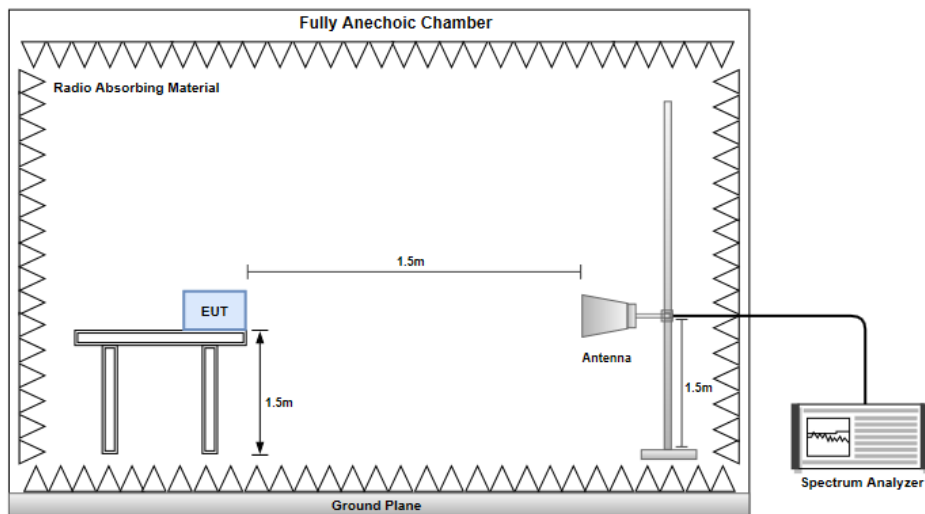 Fully Anechoic Chamber
Radio Absorbing Material
1.5m
EUT
Antenna
1.5m
1.5m
Spectrum Analyzer
Ground Plane